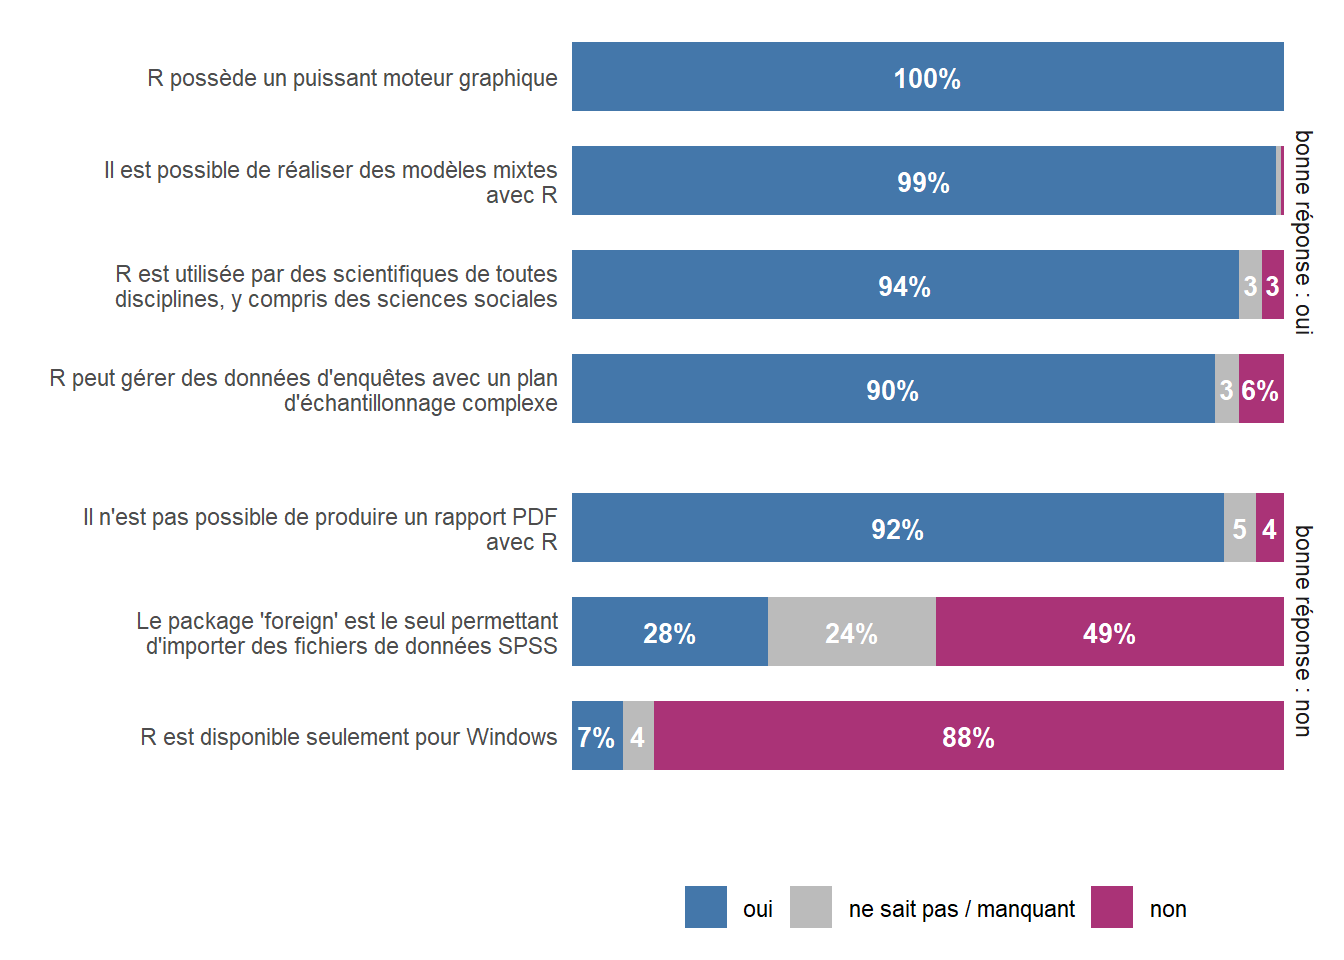 R possède un puissant moteur graphique
100%
Il est possible de réaliser des modèles mixtes
avec R
99%
R est utilisée par des scientifiques de toutes
disciplines, y compris des sciences sociales
94%
3
3
R peut gérer des données d'enquêtes avec un plan
d'échantillonnage complexe
90%
3
6%
bonne réponse : oui
Il n'est pas possible de produire un rapport PDF
avec R
92%
5
4
Le package 'foreign' est le seul permettant
d'importer des fichiers de données SPSS
28%
24%
49%
R est disponible seulement pour Windows
7%
4
88%
bonne réponse : non
oui
ne sait pas / manquant
non